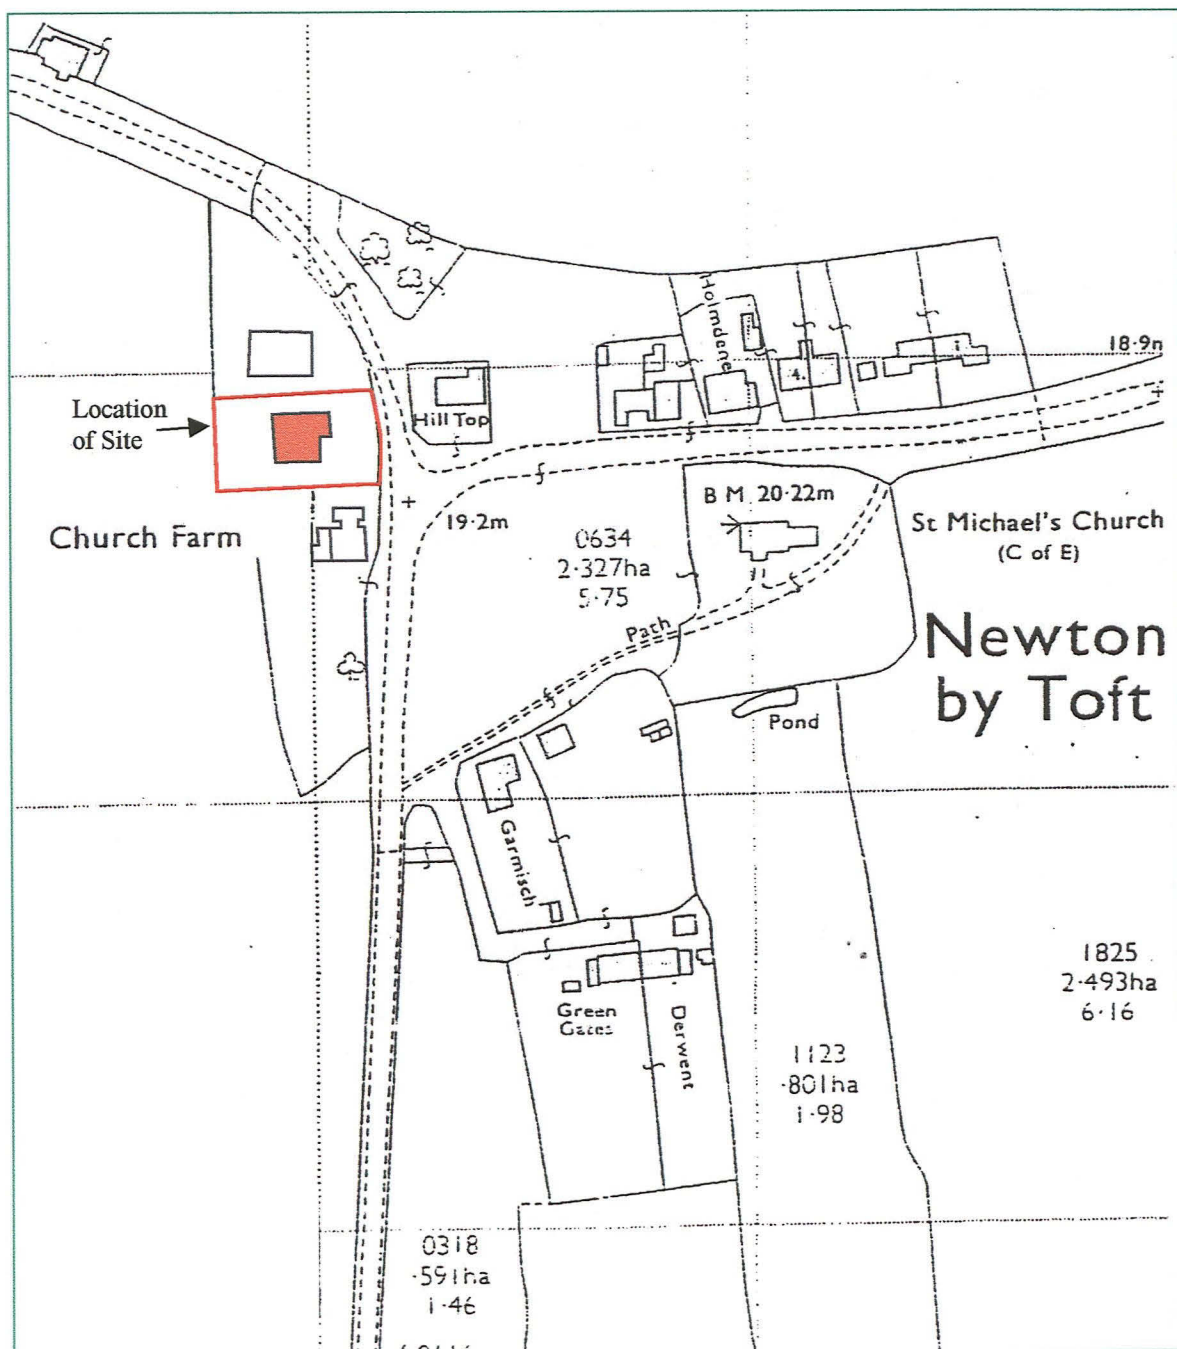 Holmdene
18·9m
4.
1
Location
of Site
Hill Top
Church Farm
19·2m
B M 20·22m
St Michael's Church
(C of E)
0634
2·327ha
5·75
Path
Newton
by Toft
Pond
Garmisch
Green
Gates
Derwent
1825
2·493ha
6·16
1123
·801ha
1·98
0318
·591ha
1·46